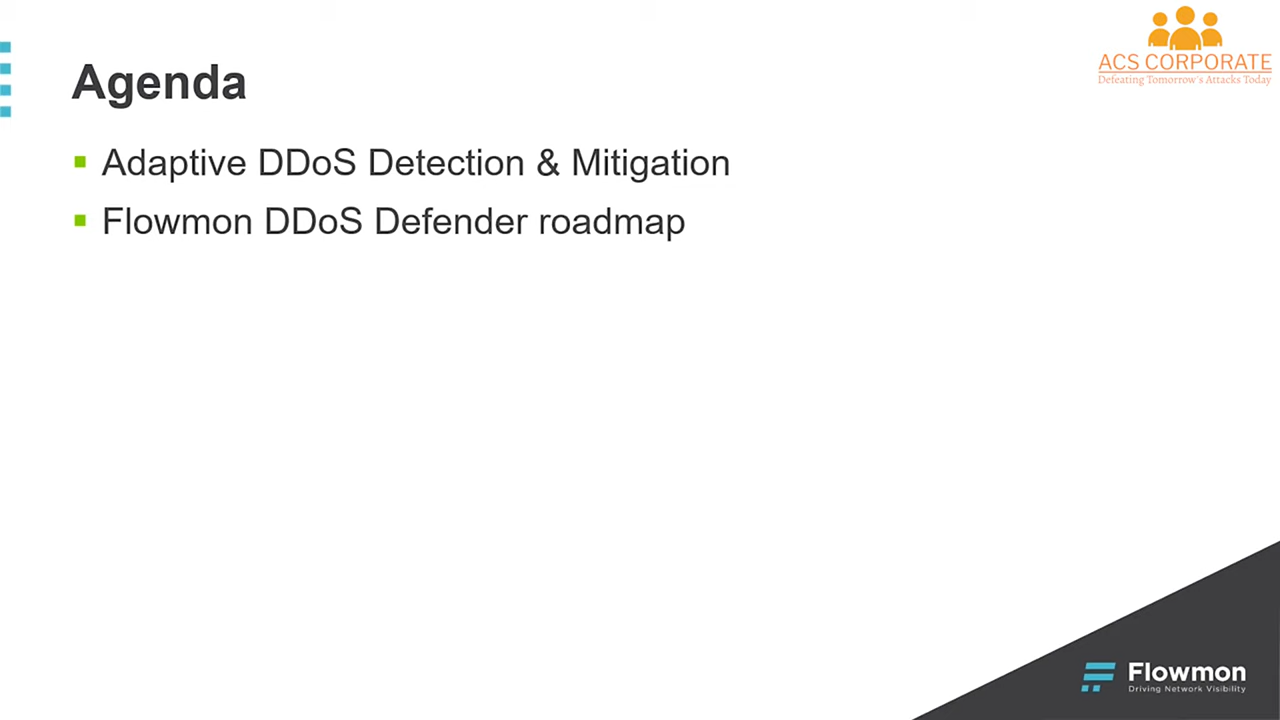 ACS CORPORATE
Defeating Tomorrow's Attacks Today
Agenda
Adaptive DDoS Detection & Mitigation
Flowmon DDoS Defender roadmap
Flowmon
Driving Network Visibility